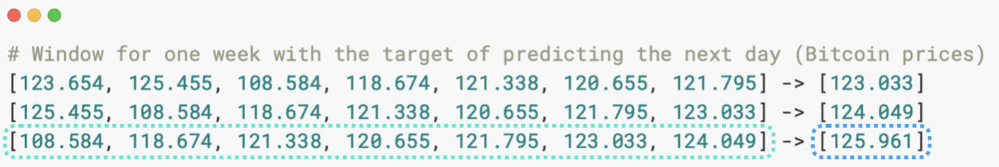 # Window for one week with the target of predicting the next day (Bitcoin prices)
[123.654, 125.455, 108.584, 118.674, 121.338, 120.655, 121.795] -> [123.033]
[125.455, 108.584, 118.674, 121.338, 120.655, 121.795, 123.033] -> [124.049]
[108.584, 118.674, 121.338, 120.655, 121.795, 123.033, 124.049] -> [125.961]